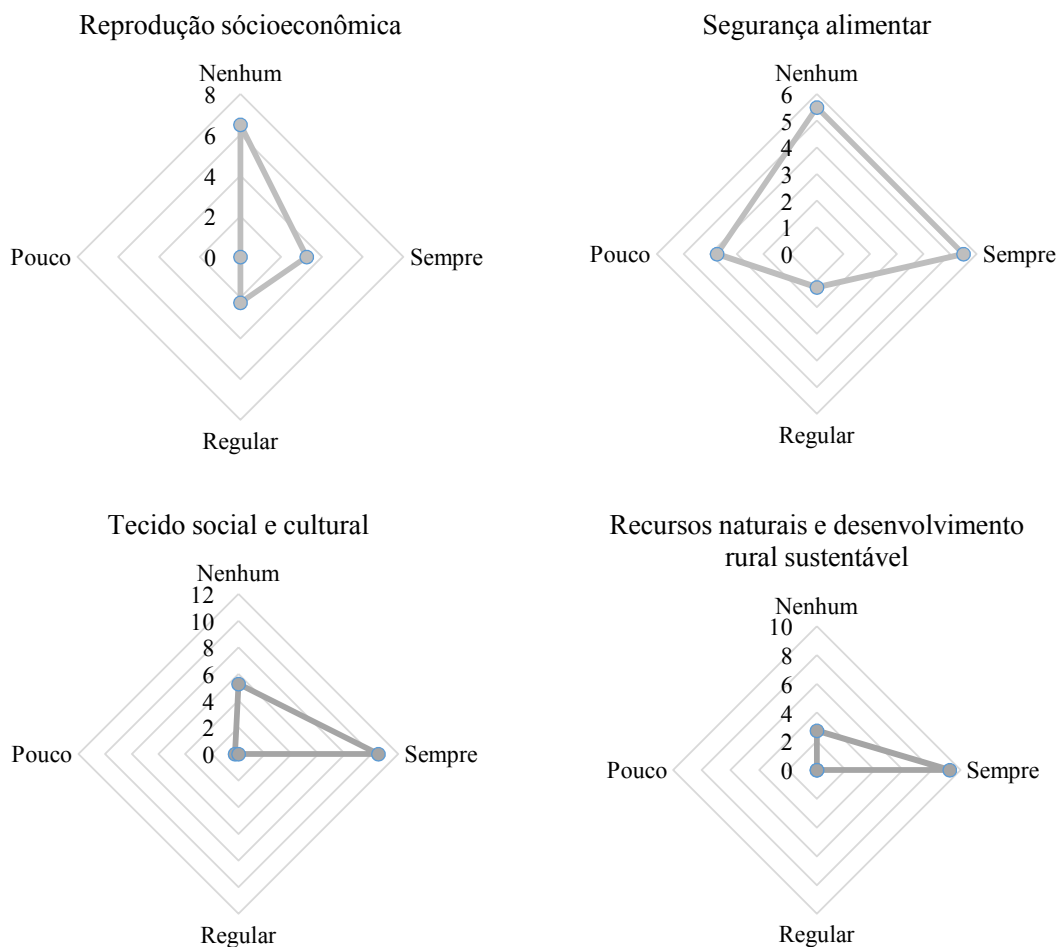 Reprodução sócioeconômica
Nenhum
8
6
4
2
0
Pouco
Sempre
Regular
Segurança alimentar
Nenhum
6
5
4
3
2
1
0
Pouco
Sempre
Regular
Tecido social e cultural
Nenhum
12
10
8
6
4
2
0
Pouco
Sempre
Regular
Recursos naturais e desenvolvimento
rural sustentável
Nenhum
10
8
6
4
2
0
Pouco
Sempre
Regular